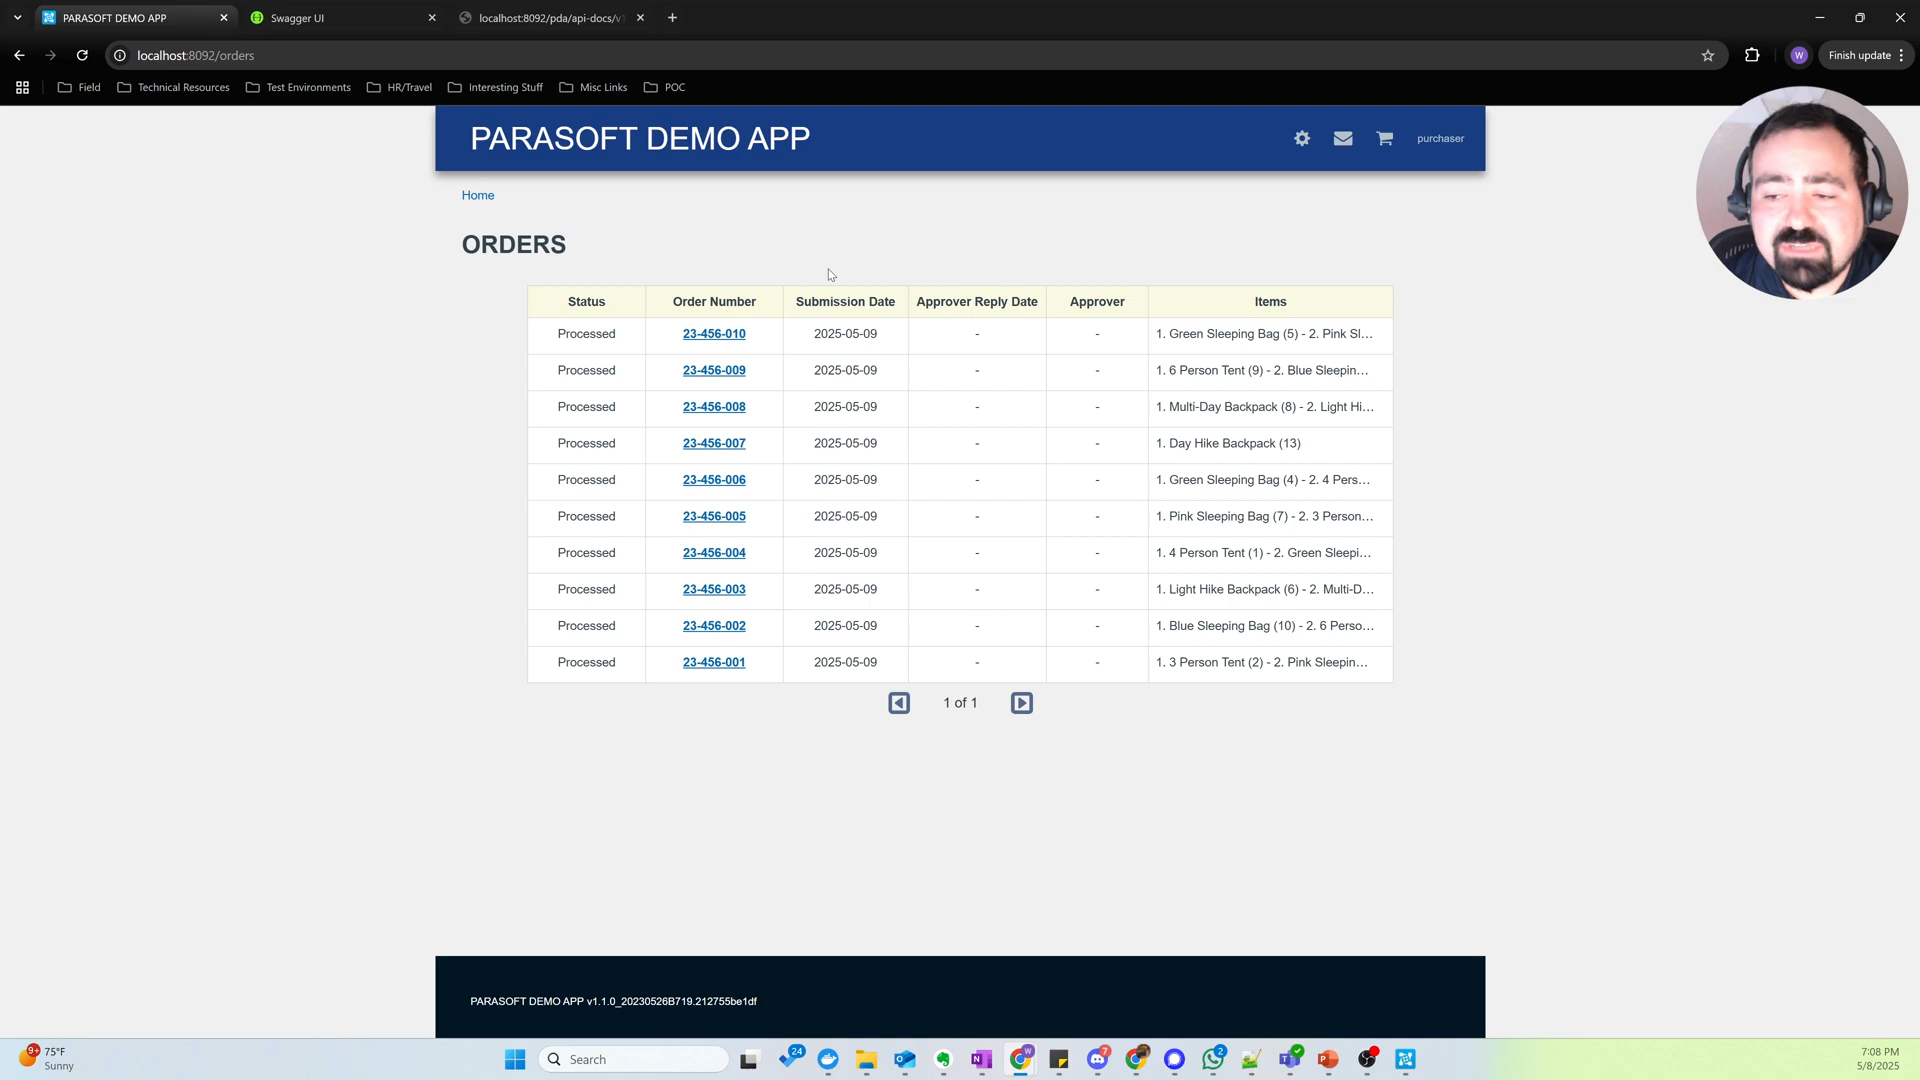 PARASOFT DEMO APP
Swagger UI
localhost:8092/pda/api-docs/v1
localhost:8092/orders
W
Finish update
Field
Technical Resources
Test Environments
HR/Travel
Interesting Stuff
Misc Links
POC
PARASOFT DEMO APP
purchaser
Home
ORDERS
Status Order Number Submission Date Approver Reply Date Approver Items
Processed 23-456-010 2025-05-09 - - 1. Green Sleeping Bag (5) - 2. Pink Sl...
Processed 23-456-009 2025-05-09 - - 1. 6 Person Tent (9) - 2. Blue Sleepin...
Processed 23-456-008 2025-05-09 - - 1. Multi-Day Backpack (8) - 2. Light Hi...
Processed 23-456-007 2025-05-09 - - 1. Day Hike Backpack (13)
Processed 23-456-006 2025-05-09 - - 1. Green Sleeping Bag (4) - 2. 4 Pers...
Processed 23-456-005 2025-05-09 - - 1. Pink Sleeping Bag (7) - 2. 3 Person...
Processed 23-456-004 2025-05-09 - - 1. 4 Person Tent (1) - 2. Green Sleepi...
Processed 23-456-003 2025-05-09 - - 1. Light Hike Backpack (6) - 2. Multi-D...
Processed 23-456-002 2025-05-09 - - 1. Blue Sleeping Bag (10) - 2. 6 Perso...
Processed 23-456-001 2025-05-09 - - 1. 3 Person Tent (2) - 2. Pink Sleepin...
1 of 1
PARASOFT DEMO APP v1.1.0_20230526B719.212755be1df
9+
75°F
Sunny
Search
24
7
2
7:08 PM
5/8/2025